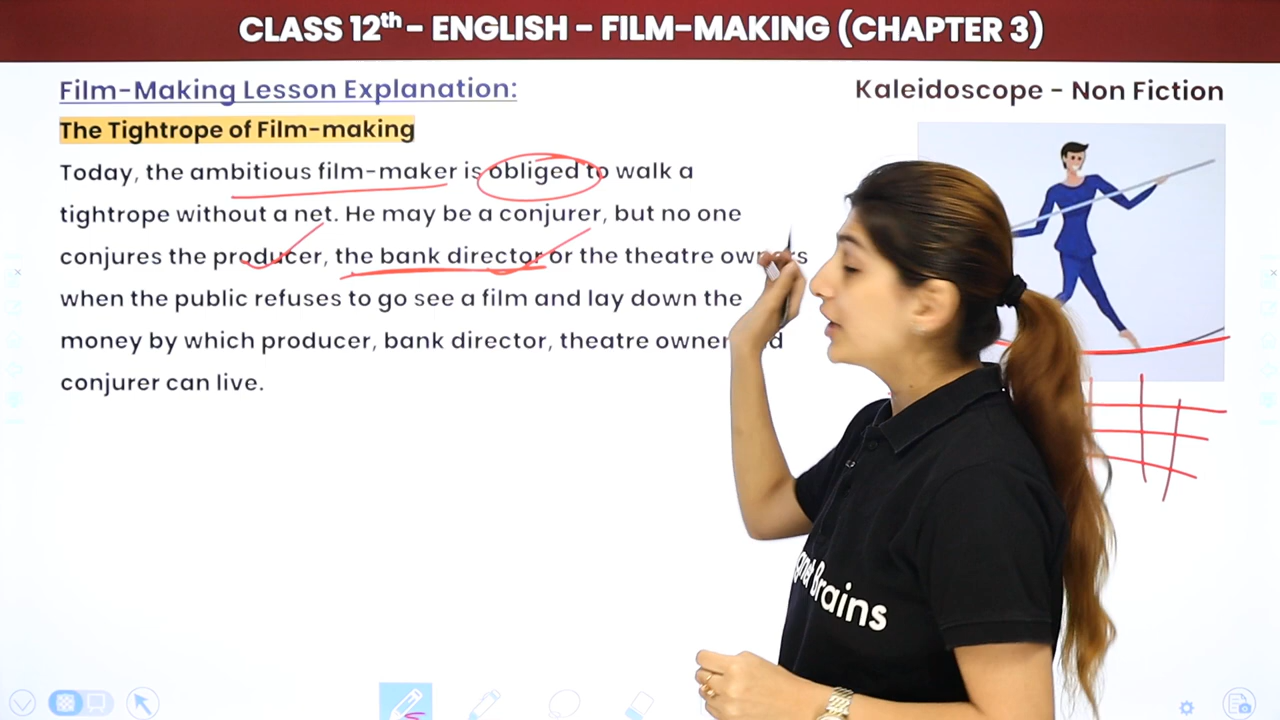 CLASS 12th - ENGLISH - FILM-MAKING (CHAPTER 3)
Film-Making Lesson Explanation:
Kaleidoscope - Non Fiction
The Tightrope of Film-making
Today, the ambitious film-maker is obliged to walk a
tightrope without a net. He may be a conjurer, but no one
conjures the producer, the bank director or the theatre owners
when the public refuses to go see a film and lay down the
money by which producer, bank director, theatre owner
conjurer can live.
Brains